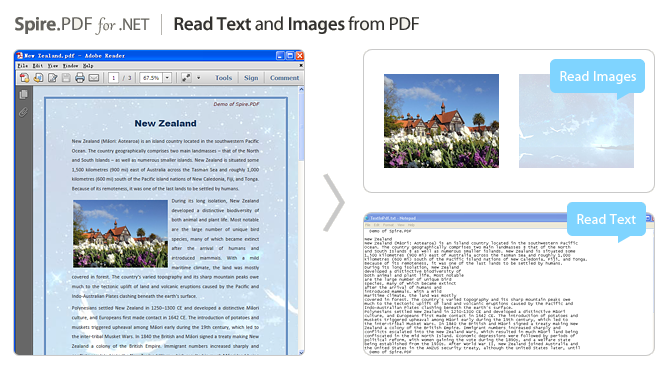 Spire.PDF for .NET | Read Text and Images from PDF
New Zealand.pdf - Adobe Reader
File Edit View Window Help
1 / 3 67.5% Tools Sign Comment
Demo of Spire.PDF
New Zealand
New Zealand (Māori: Aotearoa) is an island country located in the southwestern Pacific
Ocean. The country geographically comprises two main landmasses – that of the North
and South Islands – as well as numerous smaller islands. New Zealand is situated some
1,500 kilometres (900 mi) east of Australia across the Tasman Sea and roughly 1,000
kilometres (600 mi) south of the Pacific island nations of New Caledonia, Fiji, and Tonga.
Because of its remoteness, it was one of the last lands to be settled by humans.
During its long isolation, New Zealand
developed a distinctive biodiversity of
both animal and plant life. Most notable
are the large number of unique bird
species, many of which became extinct
after the arrival of humans and
introduced mammals. With a mild
maritime climate, the land was mostly
covered in forest. The country's varied topography and its sharp mountain peaks owe
much to the tectonic uplift of land and volcanic eruptions caused by the Pacific and
Indo-Australian Plates clashing beneath the earth's surface.
Polynesians settled New Zealand in 1250–1300 CE and developed a distinctive Māori
culture, and Europeans first made contact in 1642 CE. The introduction of potatoes and
muskets triggered upheaval among Māori early during the 19th century, which led to
the inter-tribal Musket Wars. In 1840 the British and Māori signed a treaty making New
Zealand a colony of the British Empire. Immigrant numbers increased sharply and
Read Images
Read Text
Demo of Spire.PDF
New Zealand
New Zealand (Māori: Aotearoa) is an island country located in the southwestern Pacific
Ocean. The country geographically comprises two main landmasses - that of the North
and South Islands - as well as numerous smaller islands. New Zealand is situated some
1,500 kilometres (900 mi) east of Australia across the Tasman Sea and roughly 1,000
kilometres (600 mi) south of the Pacific island nations of New Caledonia, Fiji, and Tonga.
Because of its remoteness, it was one of the last lands to be settled by humans.
During its long isolation, New Zealand
developed a distinctive biodiversity of
both animal and plant life. Most notable
are the large number of unique bird
species, many of which became extinct
after the arrival of humans and
introduced mammals. With a mild
maritime climate, the land was mostly
covered in forest. The country's varied topography and its sharp mountain peaks owe
much to the tectonic uplift of land and volcanic eruptions caused by the Pacific and
Indo-Australian Plates clashing beneath the earth's surface.
Polynesians settled New Zealand in 1250–1300 CE and developed a distinctive Māori
culture, and Europeans first made contact in 1642 CE. The introduction of potatoes and
muskets triggered upheaval among Māori early during the 19th century, which led to
the inter-tribal Musket Wars. In 1840 the British and Māori signed a treaty making New
Zealand a colony of the British Empire. Immigrant numbers increased sharply and
conflicts escalated into the New Zealand Wars, which resulted in much Māori land being
confiscated in the mid North Island. Economic depressions were followed by periods of
political reform, with women gaining the vote during the 1890s, and a welfare state
being established from the 1930s. After World War II, New Zealand joined Australia and
the United States in the ANZUS security treaty, although the United States later, until
Demo of Spire.PDF